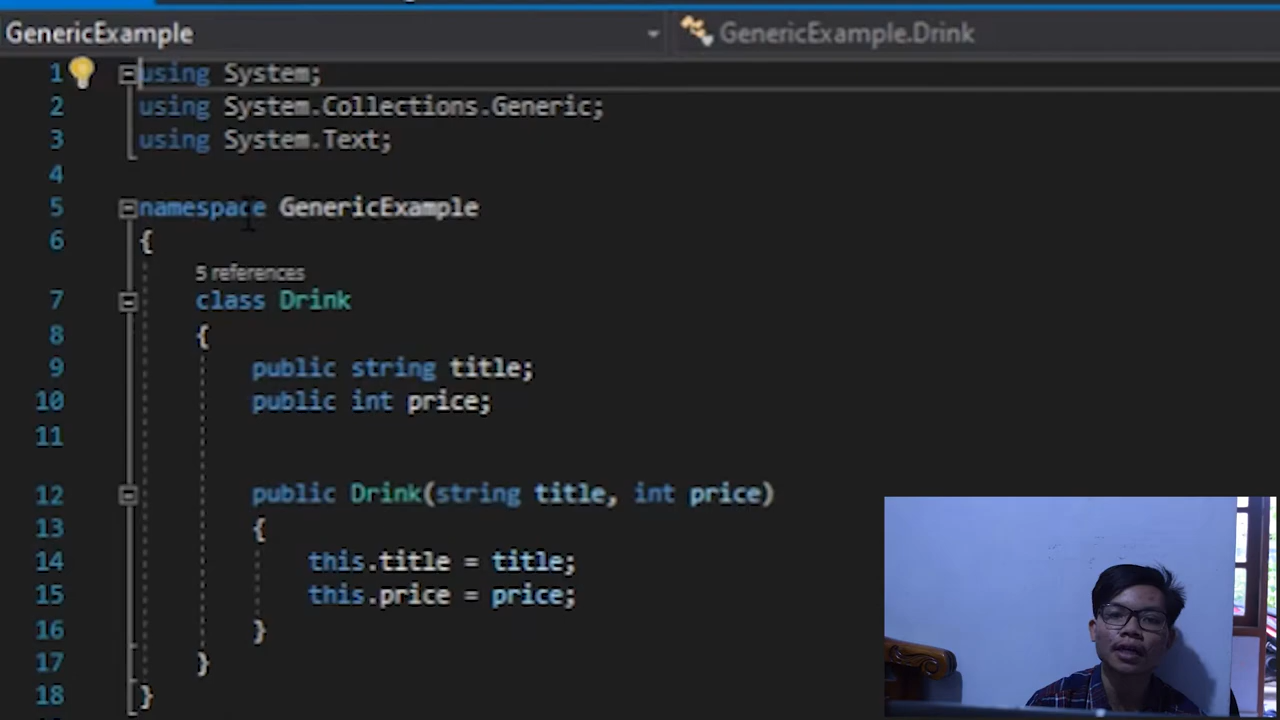 GenericExample
GenericExample.Drink
1 using System;
2 using System.Collections.Generic;
3 using System.Text;
4
5 namespace GenericExample
6 {
5 references
7 class Drink
8 {
9 public string title;
10 public int price;
11
12 public Drink(string title, int price)
13 {
14 this.title = title;
15 this.price = price;
16 }
17 }
18 }